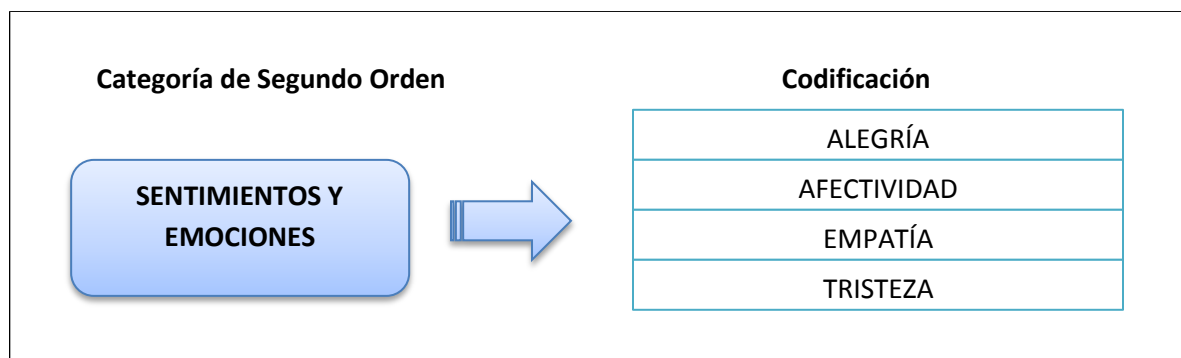 Categoría de Segundo Orden
Codificación
SENTIMIENTOS Y
EMOCIONES
ALEGRÍA
AFECTIVIDAD
EMPATÍA
TRISTEZA